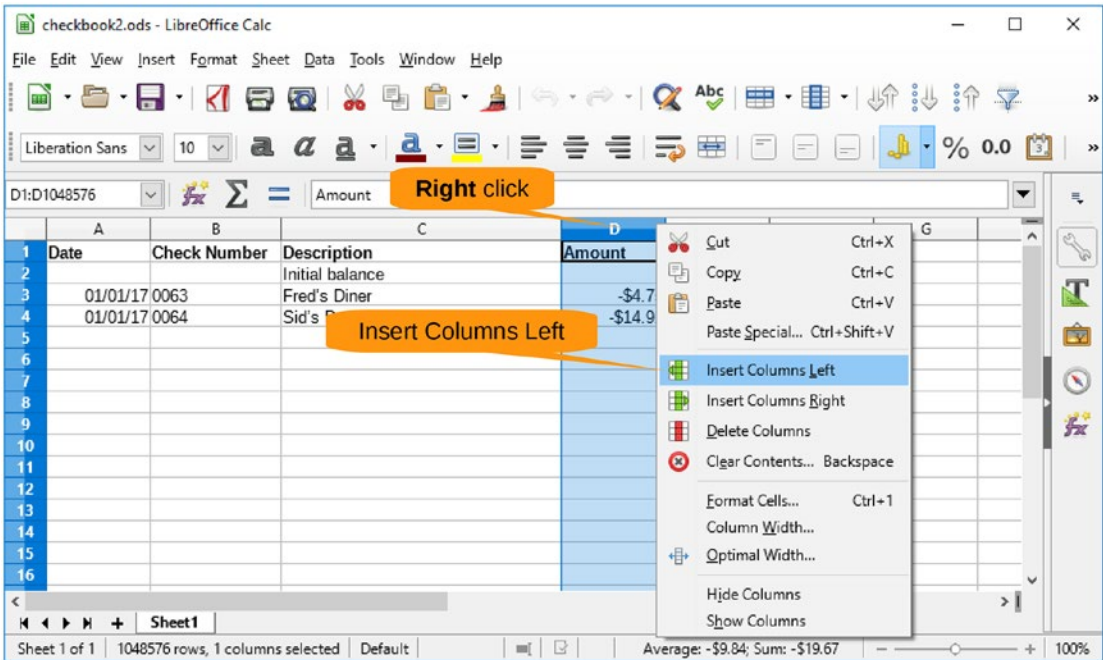 checkbook2.ods - LibreOffice Calc
File Edit View Insert Format Sheet Data Tools Window Help
Abc
Liberation Sans 10 a a a a % 0.0
D1:D1048576 Amount
Right click
A B C D G
1 Date Check Number Description Amount
2 Initial balance
3 01/01/17 0063 Fred's Diner -$4.7
4 01/01/17 0064 Sid's -$14.9
5
6
7
8
9
10
11
12
13
14
15
16
Insert Columns Left
Cut Ctrl+X
Copy Ctrl+C
Paste Ctrl+V
Paste Special... Ctrl+Shift+V
Insert Columns Left
Insert Columns Right
Delete Columns
Clear Contents... Backspace
Format Cells... Ctrl+1
Column Width...
Optimal Width...
Hide Columns
Show Columns
Sheet1
Sheet 1 of 1 1048576 rows, 1 columns selected Default Average: -$9.84; Sum: -$19.67 100%